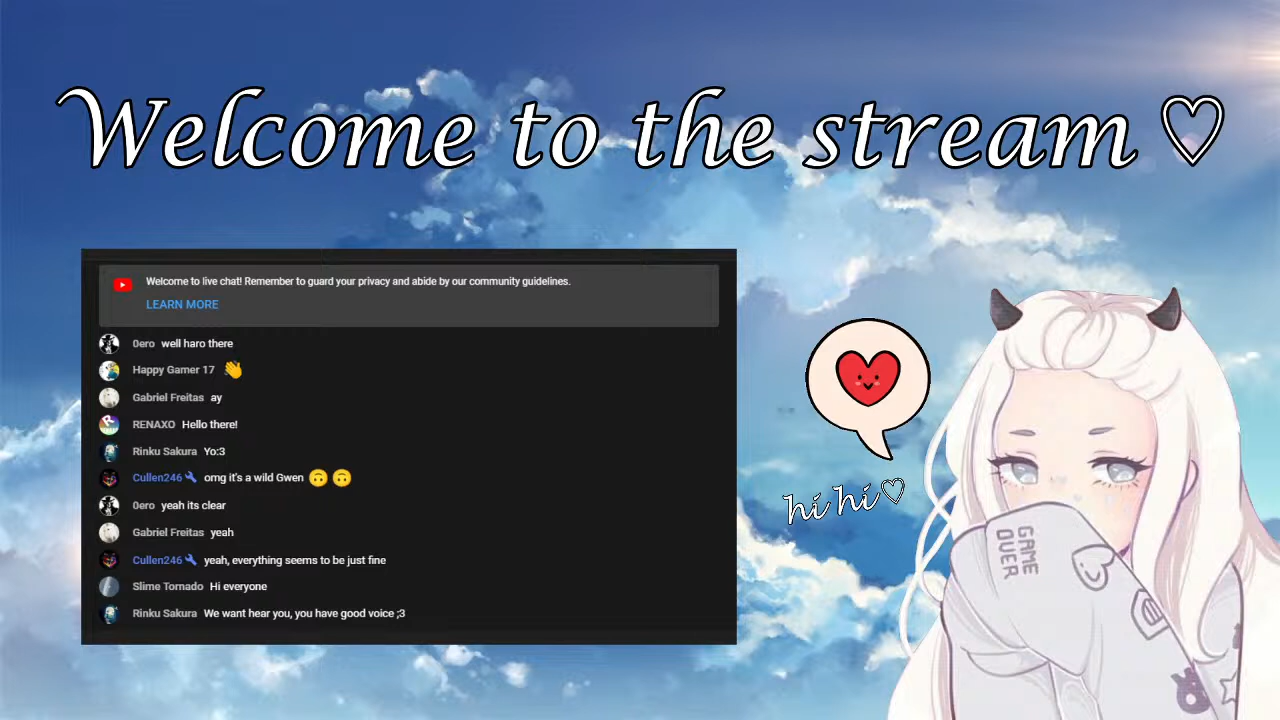 Welcome to the stream ♡
Welcome to live chat! Remember to guard your privacy and abide by our community guidelines.
LEARN MORE
0ero well haro there
Happy Gamer 17 👋
Gabriel Freitas ay
RENAXO Hello there!
Rinku Sakura Yo:3
Cullen246 omg it's a wild Gwen 🙃 🙃
0ero yeah its clear
Gabriel Freitas yeah
Cullen246 yeah, everything seems to be just fine
Slime Tornado Hi everyone
Rinku Sakura We want hear you, you have good voice ;3
hi hi ♡
GAME
OVER